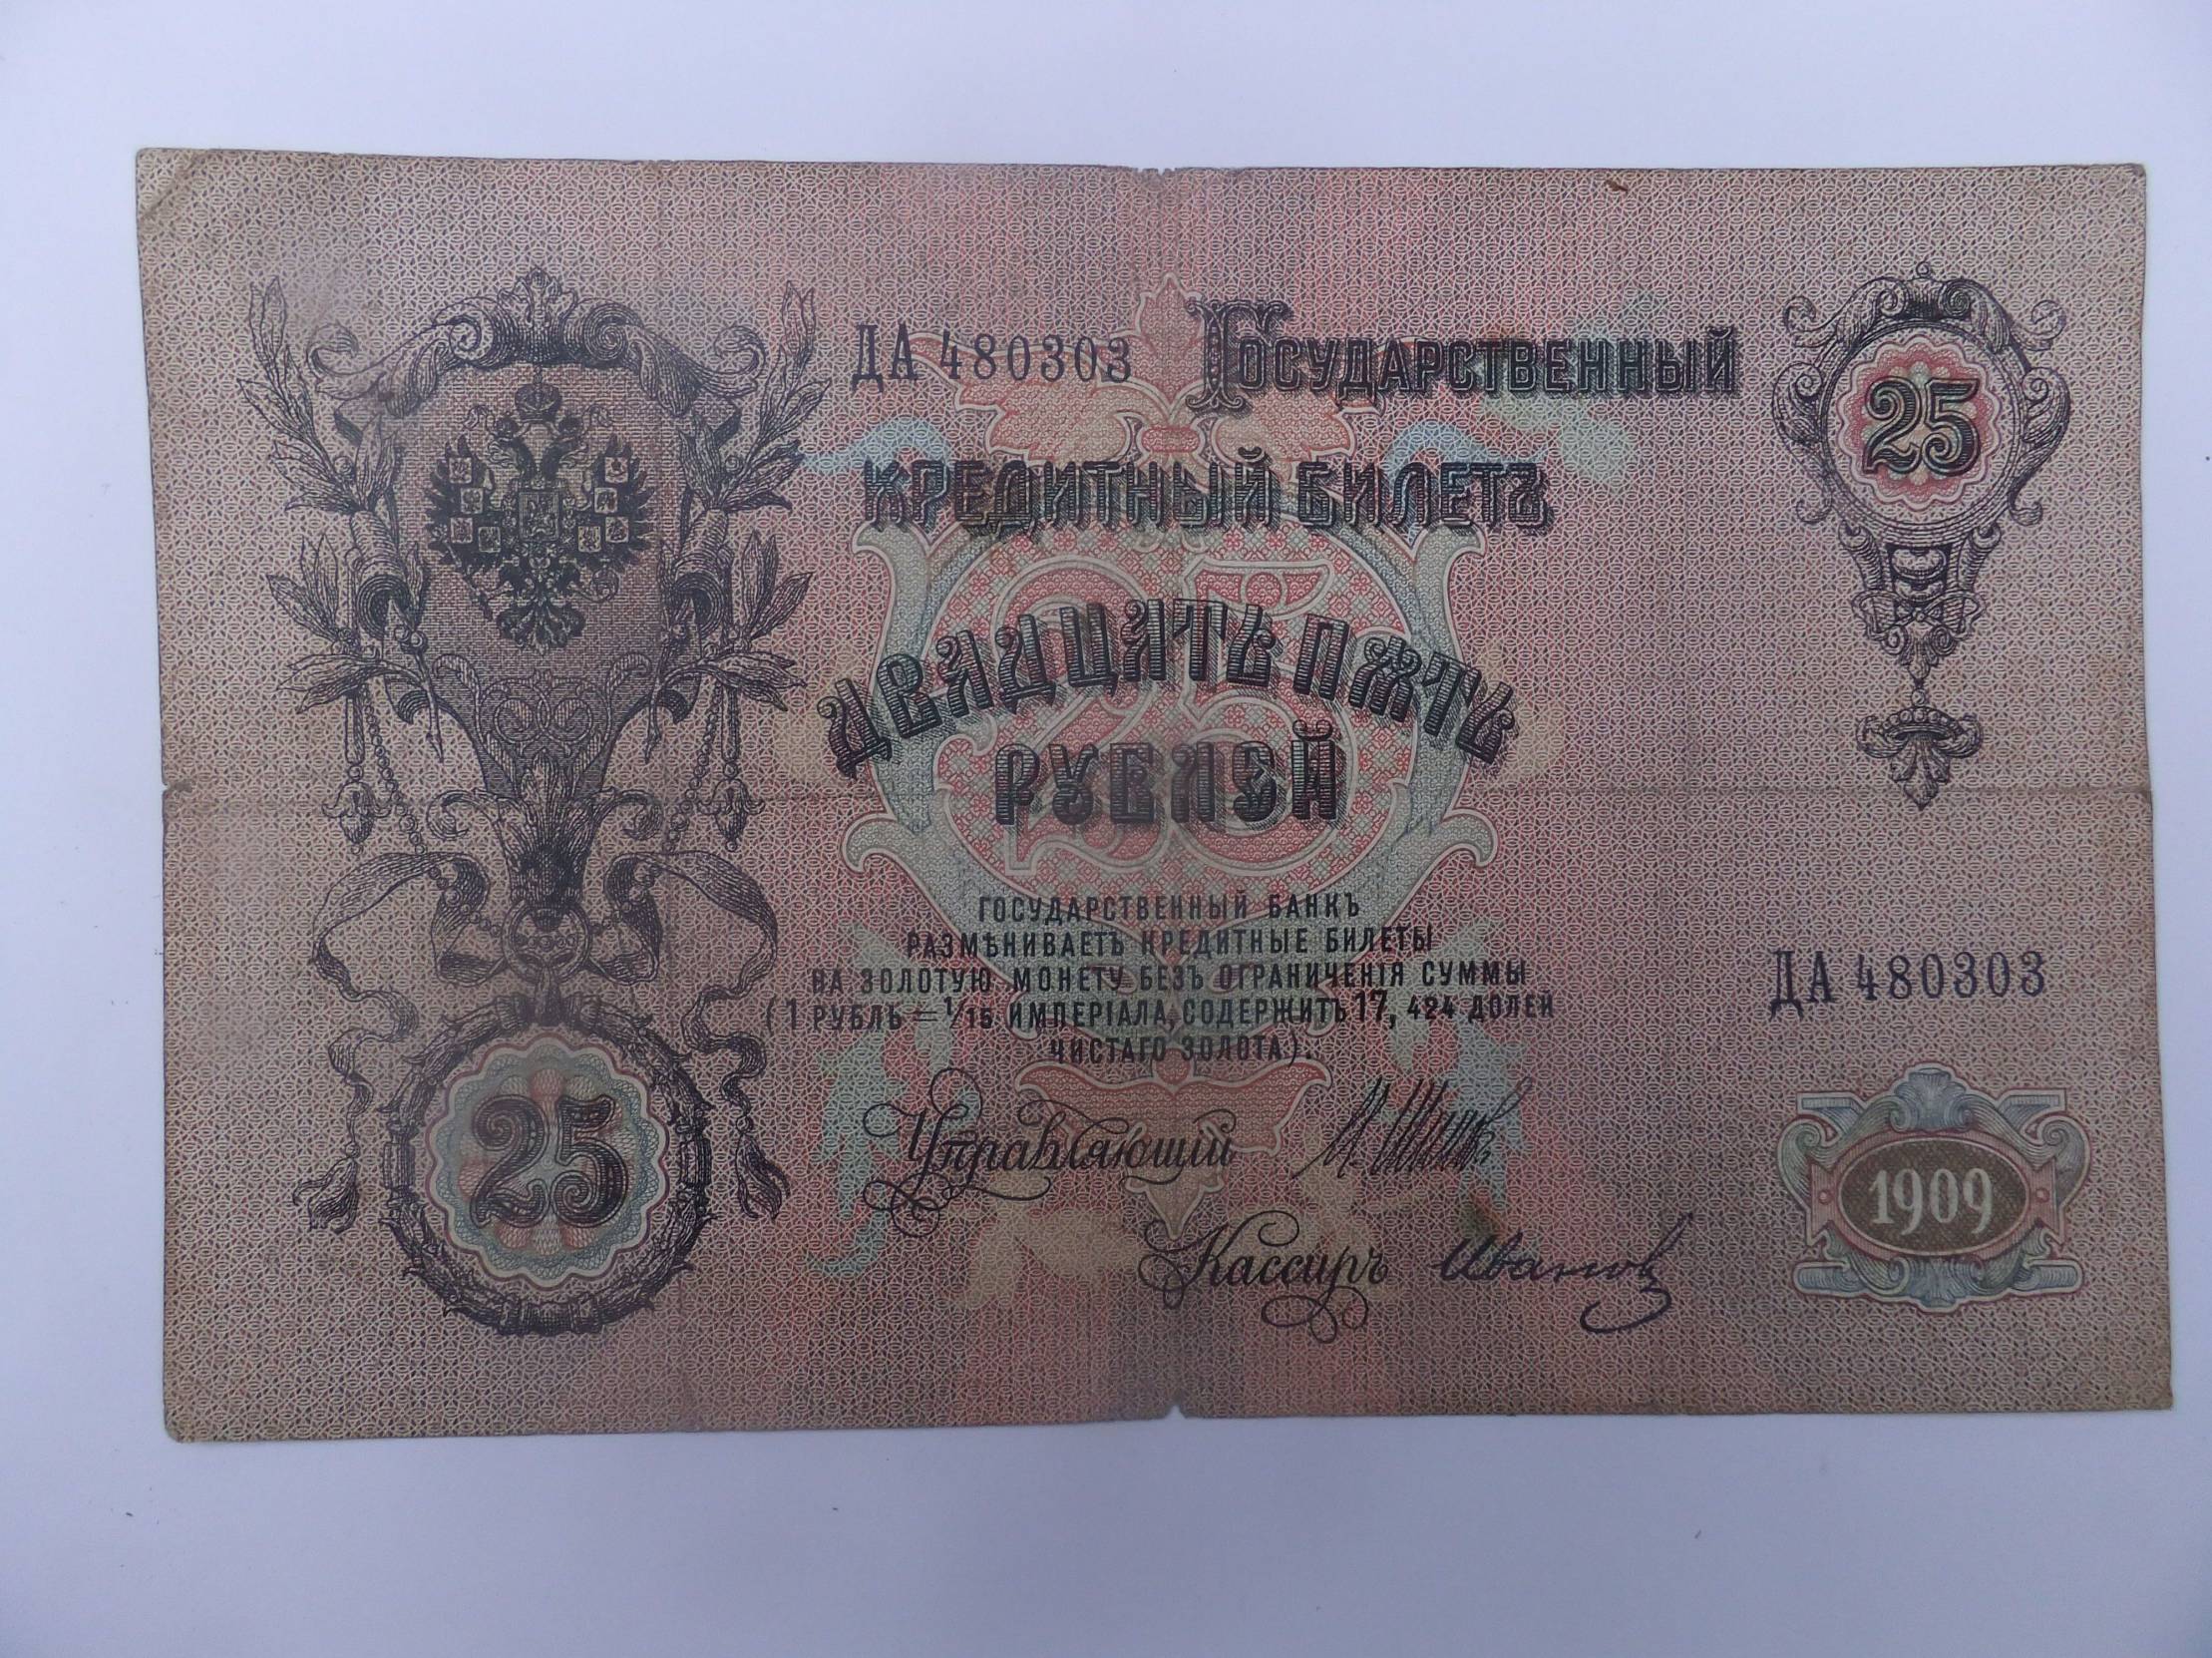 ДА 480303 Государственный
25
Кредитный Билетъ
25
Двадцать пять
рублей
ГОСУДАРСТВЕННЫЙ БАНКЪ
РАЗМѢНИВАЕТЪ КРЕДИТНЫЕ БИЛЕТЫ
НА ЗОЛОТУЮ МОНЕТУ БЕЗЪ ОГРАНИЧЕНІЯ СУММЫ
(1 РУБЛЬ = 1/15 ИМПЕРІАЛА, СОДЕРЖИТЪ 17, 424 ДОЛЕЙ
ЧИСТАГО ЗОЛОТА).
ДА 480303
25
Управляющій И. Шиповъ
Кассиръ Ивановъ
1909